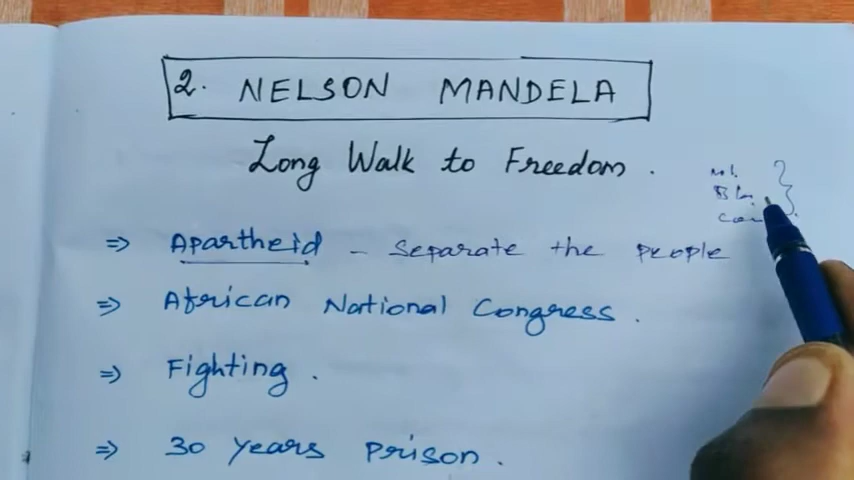 2. NELSON MANDELA
Long Walk to Freedom.
⇒ Apartheid - Separate the people
⇒ African National Congress.
⇒ Fighting.
⇒ 30 years prison.